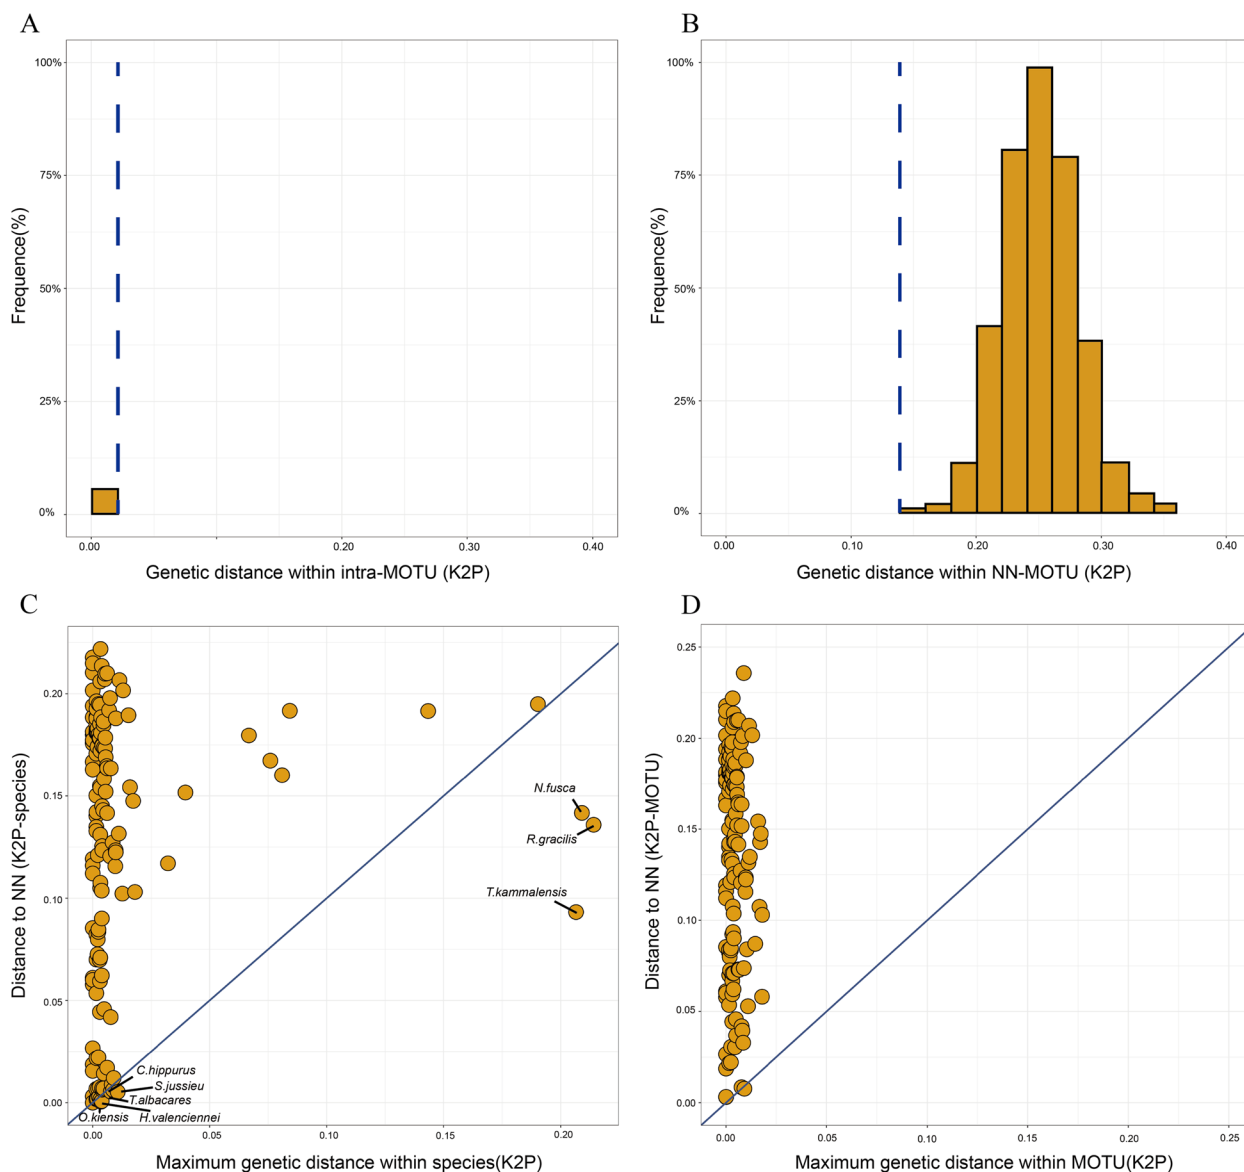 A
100%
75%
50%
25%
0%
Frequence(%)
0.00
0.20
0.30
0.40
Genetic distance within intra-MOTU (K2P)
B
100%
75%
50%
25%
0%
Frequence(%)
0.00
0.10
0.20
0.30
0.40
Genetic distance within NN-MOTU (K2P)
C
0.20
0.15
0.10
0.05
0.00
Distance to NN (K2P-species)
N.fusca
R.gracilis
T.kammalensis
C.hippurus
S.jussieu
T.albacares
O.kiensis
H.valenciennei
0.00
0.05
0.10
0.15
0.20
Maximum genetic distance within species(K2P)
D
0.25
0.20
0.15
0.10
0.05
0.00
Distance to NN (K2P-MOTU)
0.00
0.05
0.10
0.15
0.20
0.25
Maximum genetic distance within MOTU(K2P)